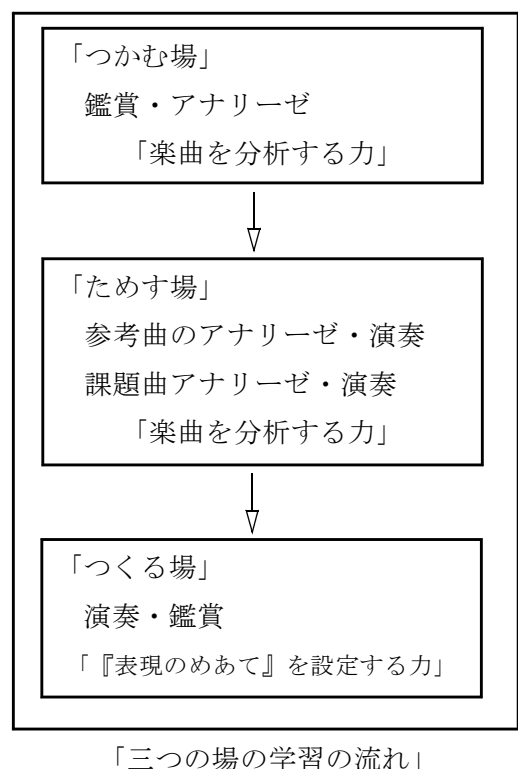 「つかむ場」
鑑賞・アナリーゼ
「楽曲を分析する力」
「ためす場」
参考曲のアナリーゼ・演奏
課題曲アナリーゼ・演奏
「楽曲を分析する力」
「つくる場」
演奏・鑑賞
「『表現のめあて』を設定する力」
「三つの場の学習の流れ」